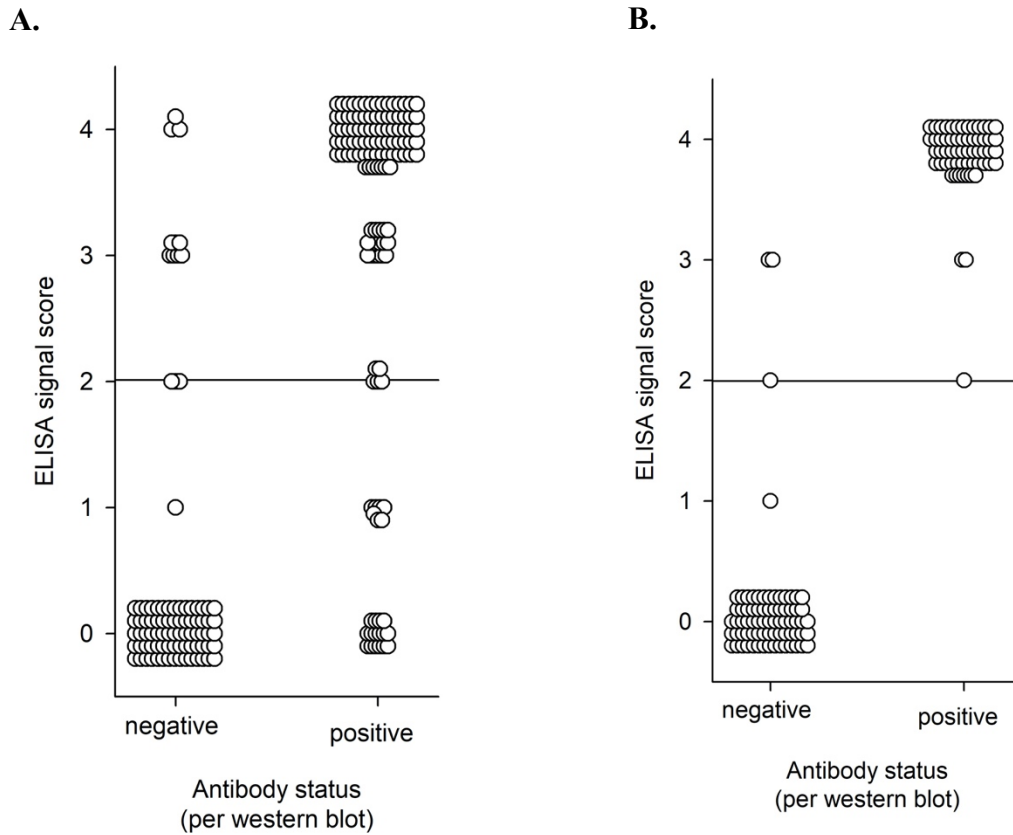 A.
ELISA signal score
4
3
2
1
0
negative positive
Antibody status
(per western blot)
B.
ELISA signal score
4
3
2
1
0
negative positive
Antibody status
(per western blot)